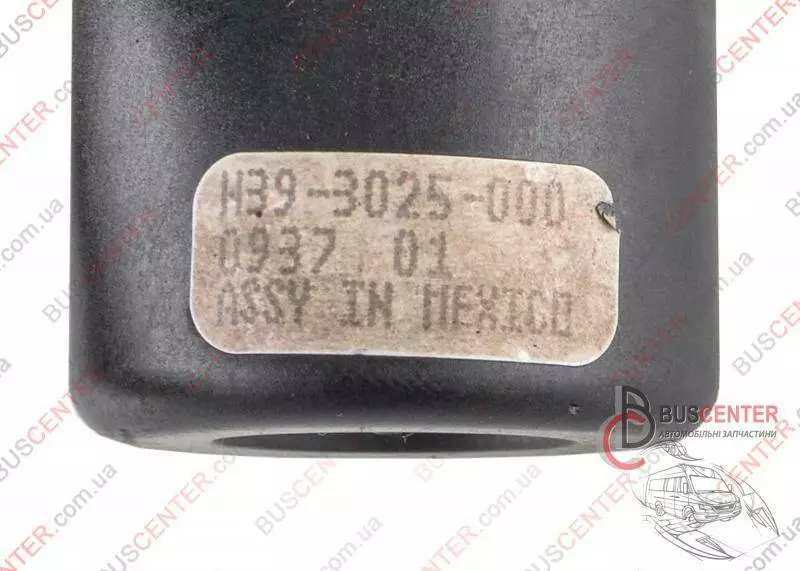 H39-3025-000
0937 01
ASSY IN MEXICO
BUSCENTER
АВТОМОБІЛЬНІ ЗАПЧАСТИНИ
BUSCENTER.com.ua